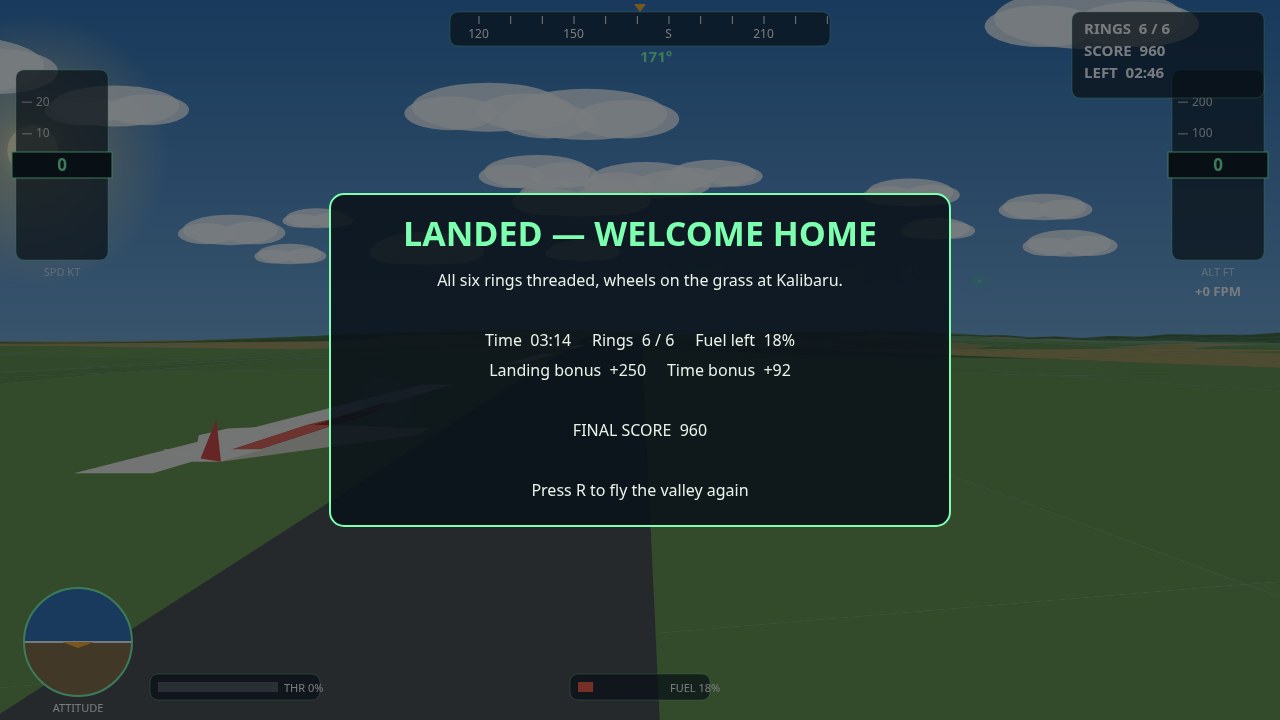 120 150 S 210
171°
RINGS 6 / 6
SCORE 960
LEFT 02:46
20
10
0
SPD KT
200
100
0
ALT FT
+0 FPM
LANDED — WELCOME HOME
All six rings threaded, wheels on the grass at Kalibaru.
Time 03:14 Rings 6 / 6 Fuel left 18%
Landing bonus +250 Time bonus +92
FINAL SCORE 960
Press R to fly the valley again
ATTITUDE
THR 0%
FUEL 18%